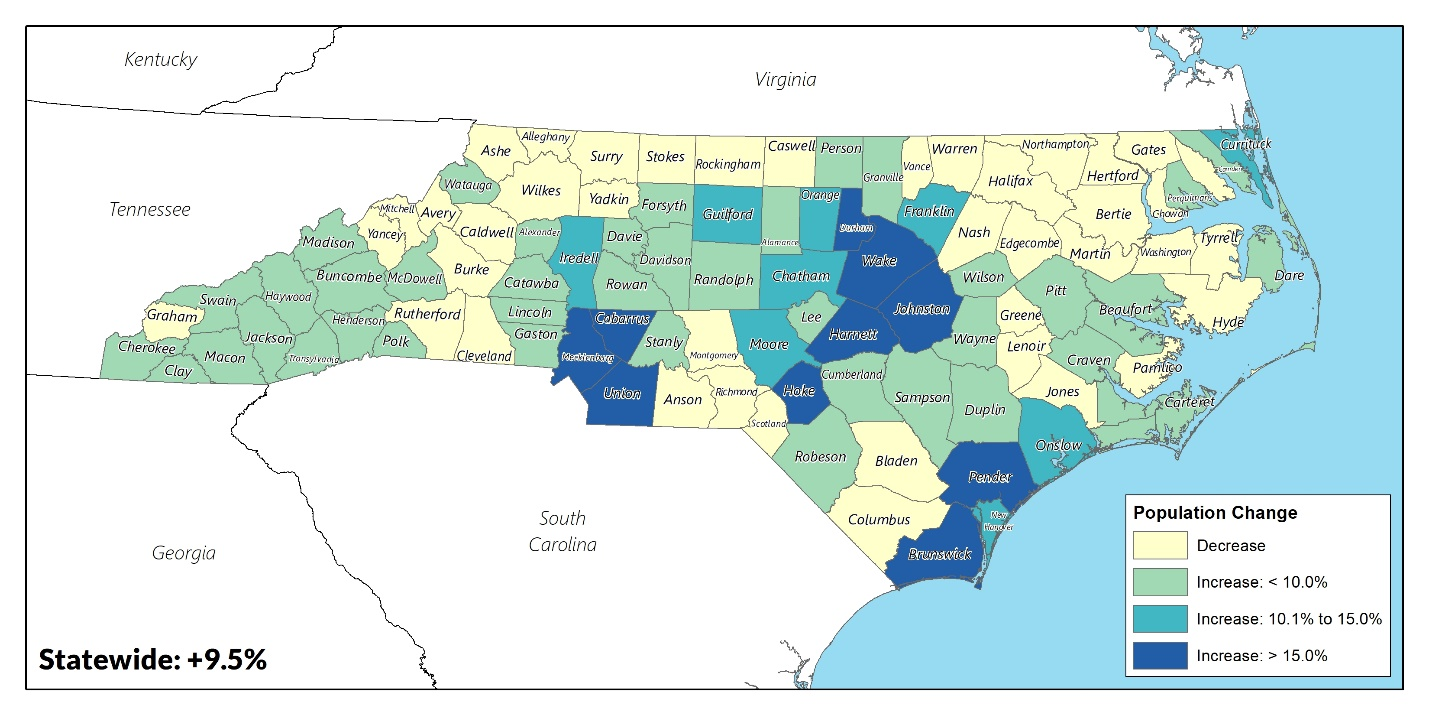 Kentucky
Virginia
Tennessee
Georgia
South
Carolina
Ashe
Alleghany
Surry
Stokes
Rockingham
Caswell
Person
Granville
Vance
Warren
Northampton
Gates
Currituck
Camden
Halifax
Hertford
Watauga
Wilkes
Yadkin
Forsyth
Guilford
Alamance
Orange
Durham
Franklin
Bertie
Chowan
Perquimans
Mitchell
Avery
Yancey
Caldwell
Alexander
Iredell
Davie
Davidson
Randolph
Chatham
Wake
Nash
Edgecombe
Martin
Washington
Tyrrell
Dare
Madison
Buncombe
McDowell
Burke
Catawba
Rowan
Wilson
Pitt
Beaufort
Hyde
Swain
Haywood
Graham
Jackson
Henderson
Rutherford
Lincoln
Gaston
Cabarrus
Stanly
Montgomery
Moore
Lee
Harnett
Johnston
Wayne
Greene
Lenoir
Craven
Pamlico
Cherokee
Clay
Macon
Transylvania
Polk
Cleveland
Mecklenburg
Union
Anson
Richmond
Scotland
Hoke
Cumberland
Sampson
Duplin
Jones
Carteret
Onslow
Robeson
Bladen
Pender
Columbus
New
Hanover
Brunswick
Population Change
Decrease
Increase: < 10.0%
Increase: 10.1% to 15.0%
Increase: > 15.0%
Statewide: +9.5%